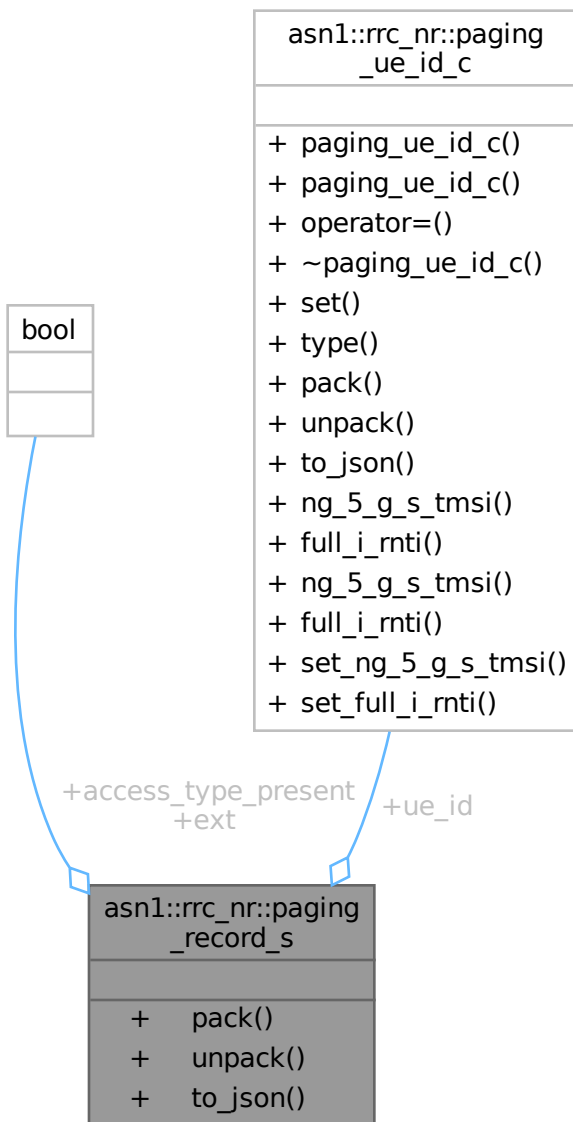 asn1::rrc_nr::paging
_ue_id_c
+ paging_ue_id_c()
+ paging_ue_id_c()
+ operator=()
+ ~paging_ue_id_c()
+ set()
+ type()
+ pack()
+ unpack()
+ to_json()
+ ng_5_g_s_tmsi()
+ full_i_rnti()
+ ng_5_g_s_tmsi()
+ full_i_rnti()
+ set_ng_5_g_s_tmsi()
+ set_full_i_rnti()
bool
+access_type_present
+ext
+ue_id
asn1::rrc_nr::paging
_record_s
+ pack()
+ unpack()
+ to_json()